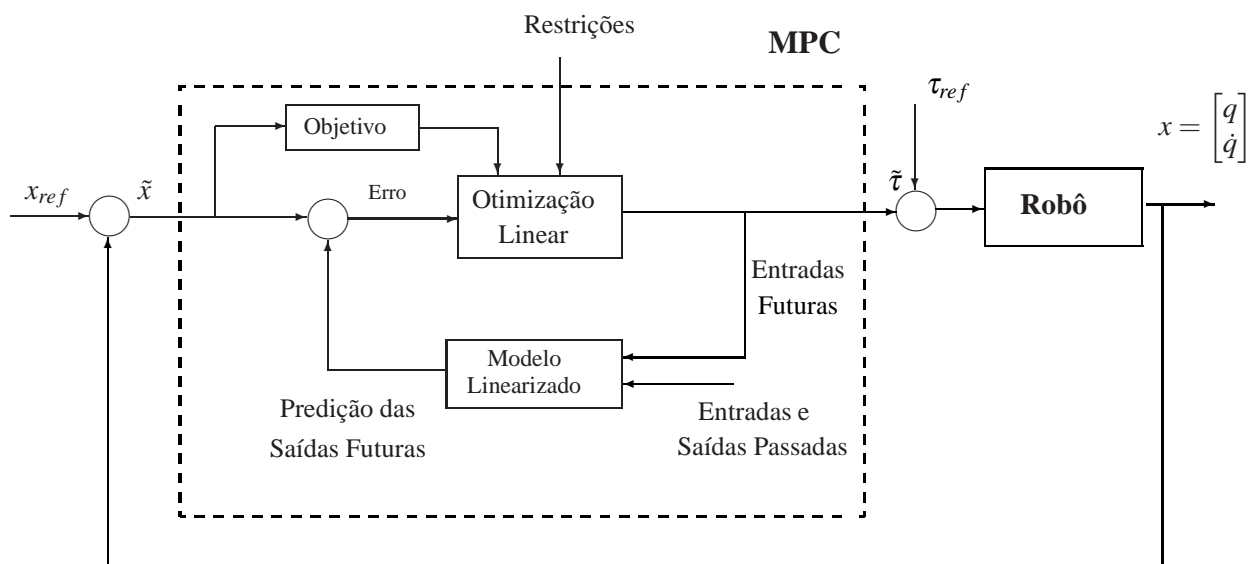 Restrições
MPC
τ_ref
x = [q
q̇]
Objetivo
x_ref
x̃
Erro
Otimização
Linear
τ̃
Robô
Entradas
Futuras
Modelo
Linearizado
Predição das
Saídas Futuras
Entradas e
Saídas Passadas